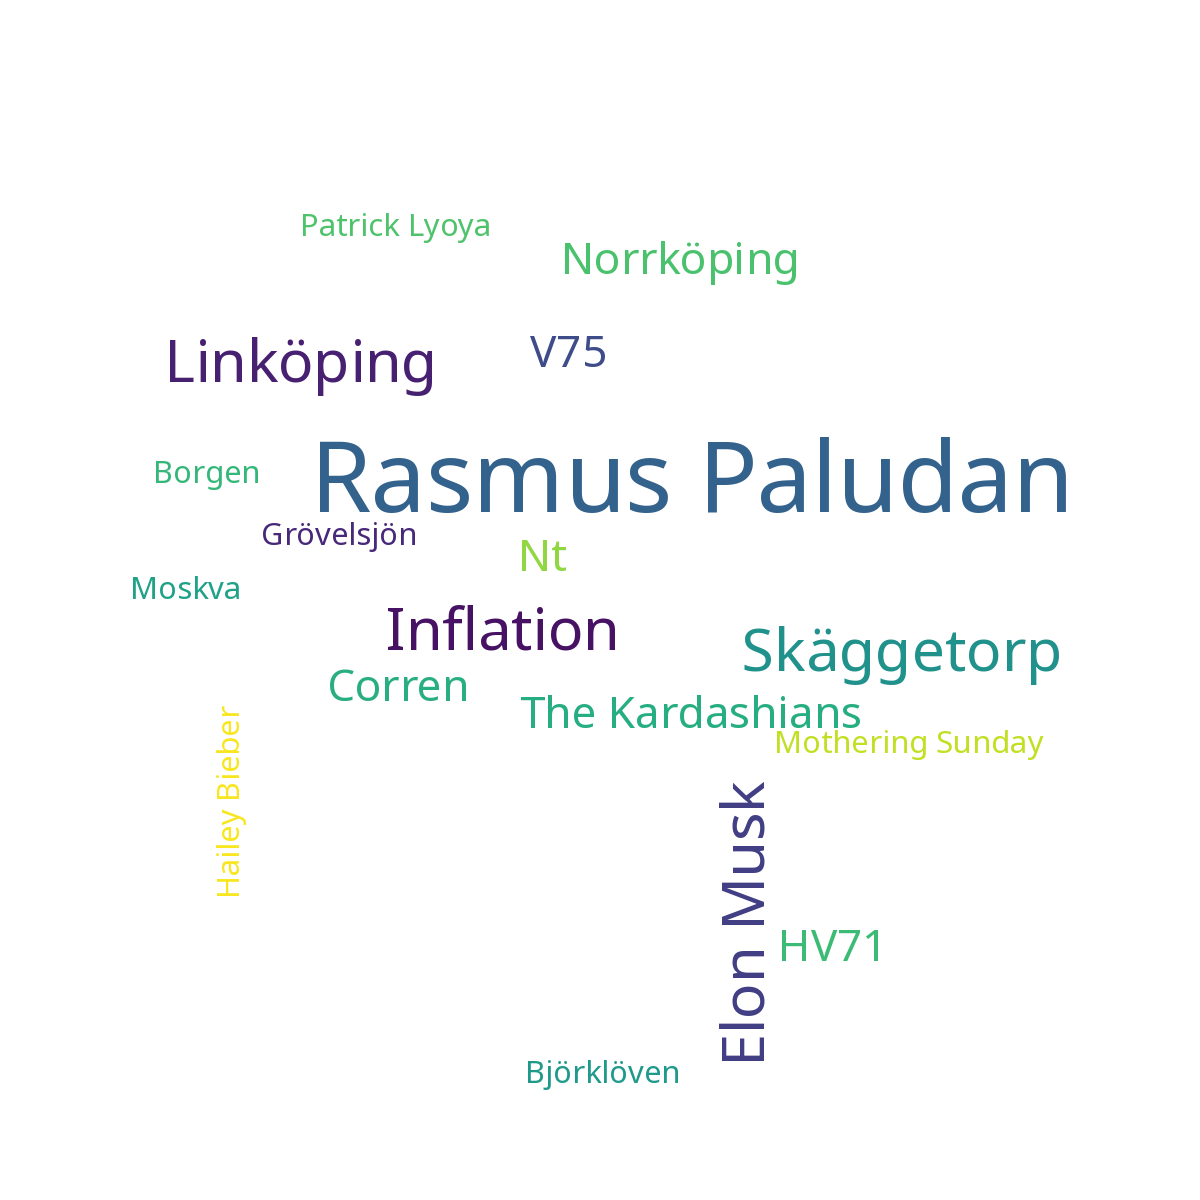 Patrick Lyoya
Norrköping
Linköping
V75
Rasmus Paludan
Borgen
Grövelsjön
Nt
Moskva
Inflation
Skäggetorp
Corren
The Kardashians
Mothering Sunday
Hailey Bieber
Elon Musk
HV71
Björklöven